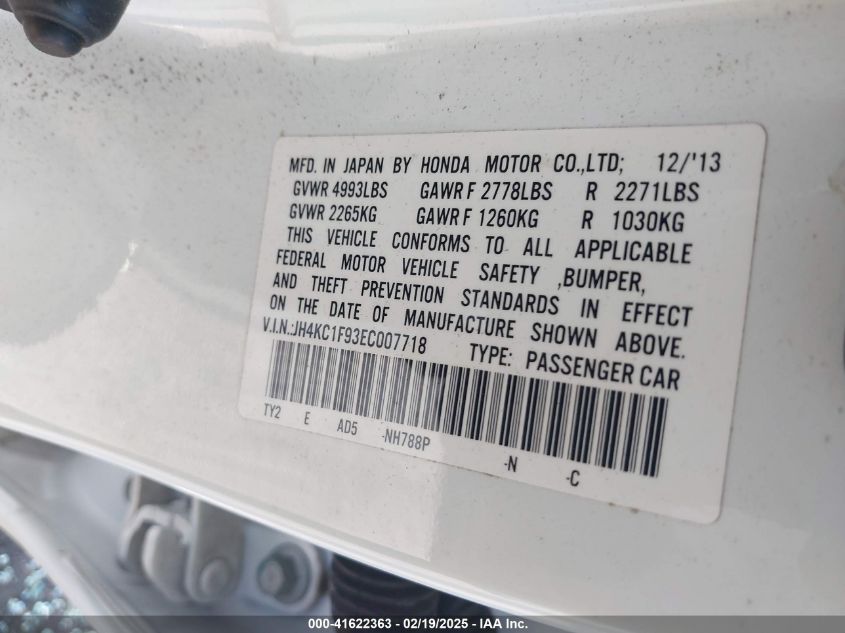 MFD. IN JAPAN BY HONDA MOTOR CO.,LTD; 12/'13
GVWR 4993LBS GAWR F 2778LBS R 2271LBS
GVWR 2265KG GAWR F 1260KG R 1030KG
THIS VEHICLE CONFORMS TO ALL APPLICABLE
FEDERAL MOTOR VEHICLE SAFETY ,BUMPER,
AND THEFT PREVENTION STANDARDS IN EFFECT
ON THE DATE OF MANUFACTURE SHOWN ABOVE.
V.I.N.:JH4KC1F93EC007718 TYPE: PASSENGER CAR
TY2 E AD5 -NH788P -N -C
000-41622363 - 02/19/2025 - IAA Inc.